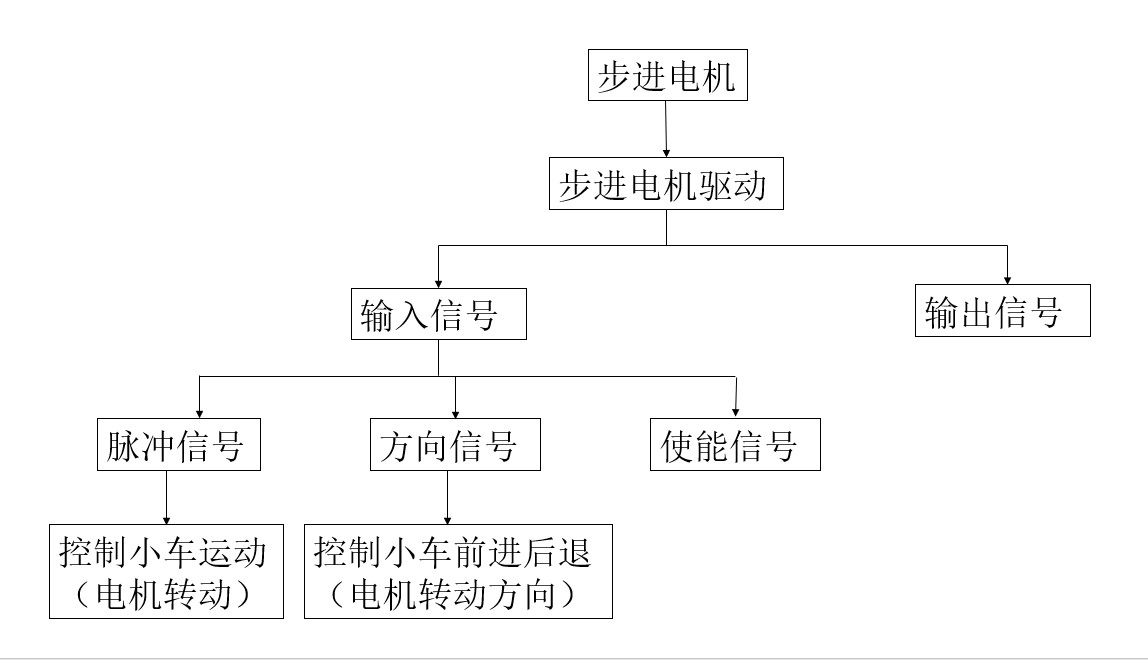 步进电机
步进电机驱动
输入信号
输出信号
脉冲信号
方向信号
使能信号
控制小车运动
（电机转动）
控制小车前进后退
（电机转动方向）